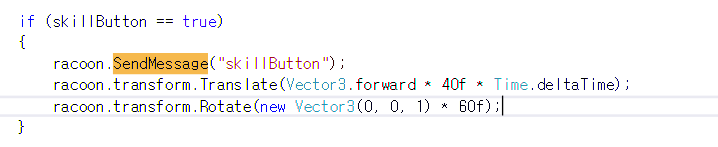 if (skillButton == true)
{
racoon.SendMessage("skillButton");
racoon.transform.Translate(Vector3.forward * 40f * Time.deltaTime);
racoon.transform.Rotate(new Vector3(0, 0, 1) * 60f);
}